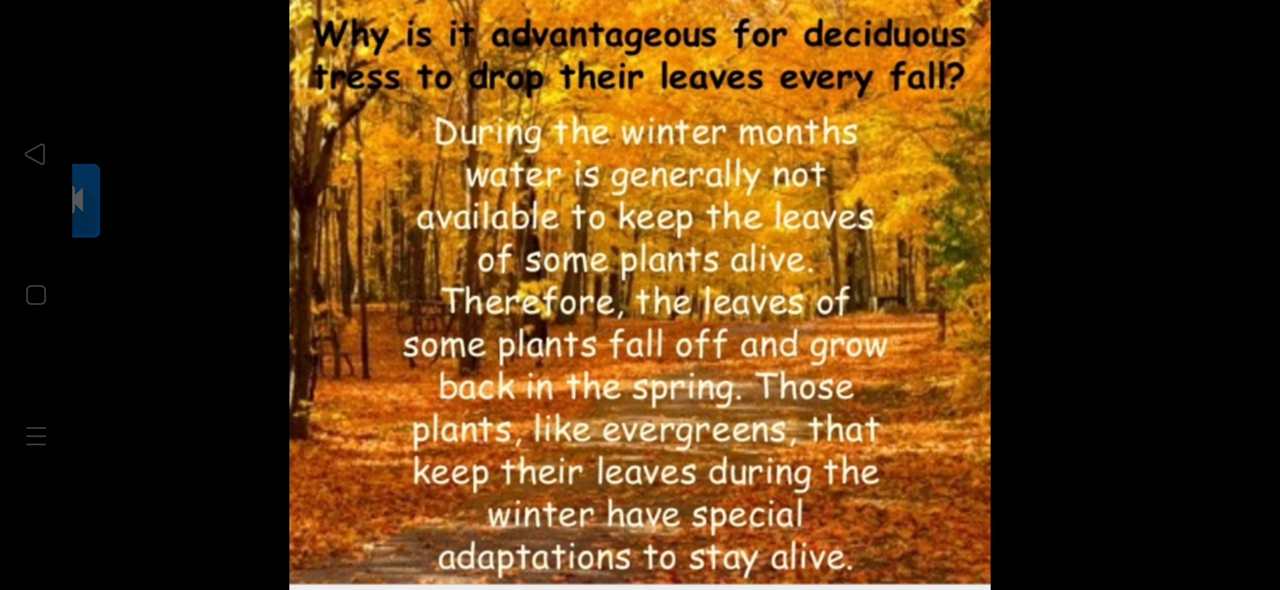 Why is it advantageous for deciduous
tress to drop their leaves every fall?
During the winter months
water is generally not
available to keep the leaves
of some plants alive.
Therefore, the leaves of
some plants fall off and grow
back in the spring. Those
plants, like evergreens, that
keep their leaves during the
winter have special
adaptations to stay alive.